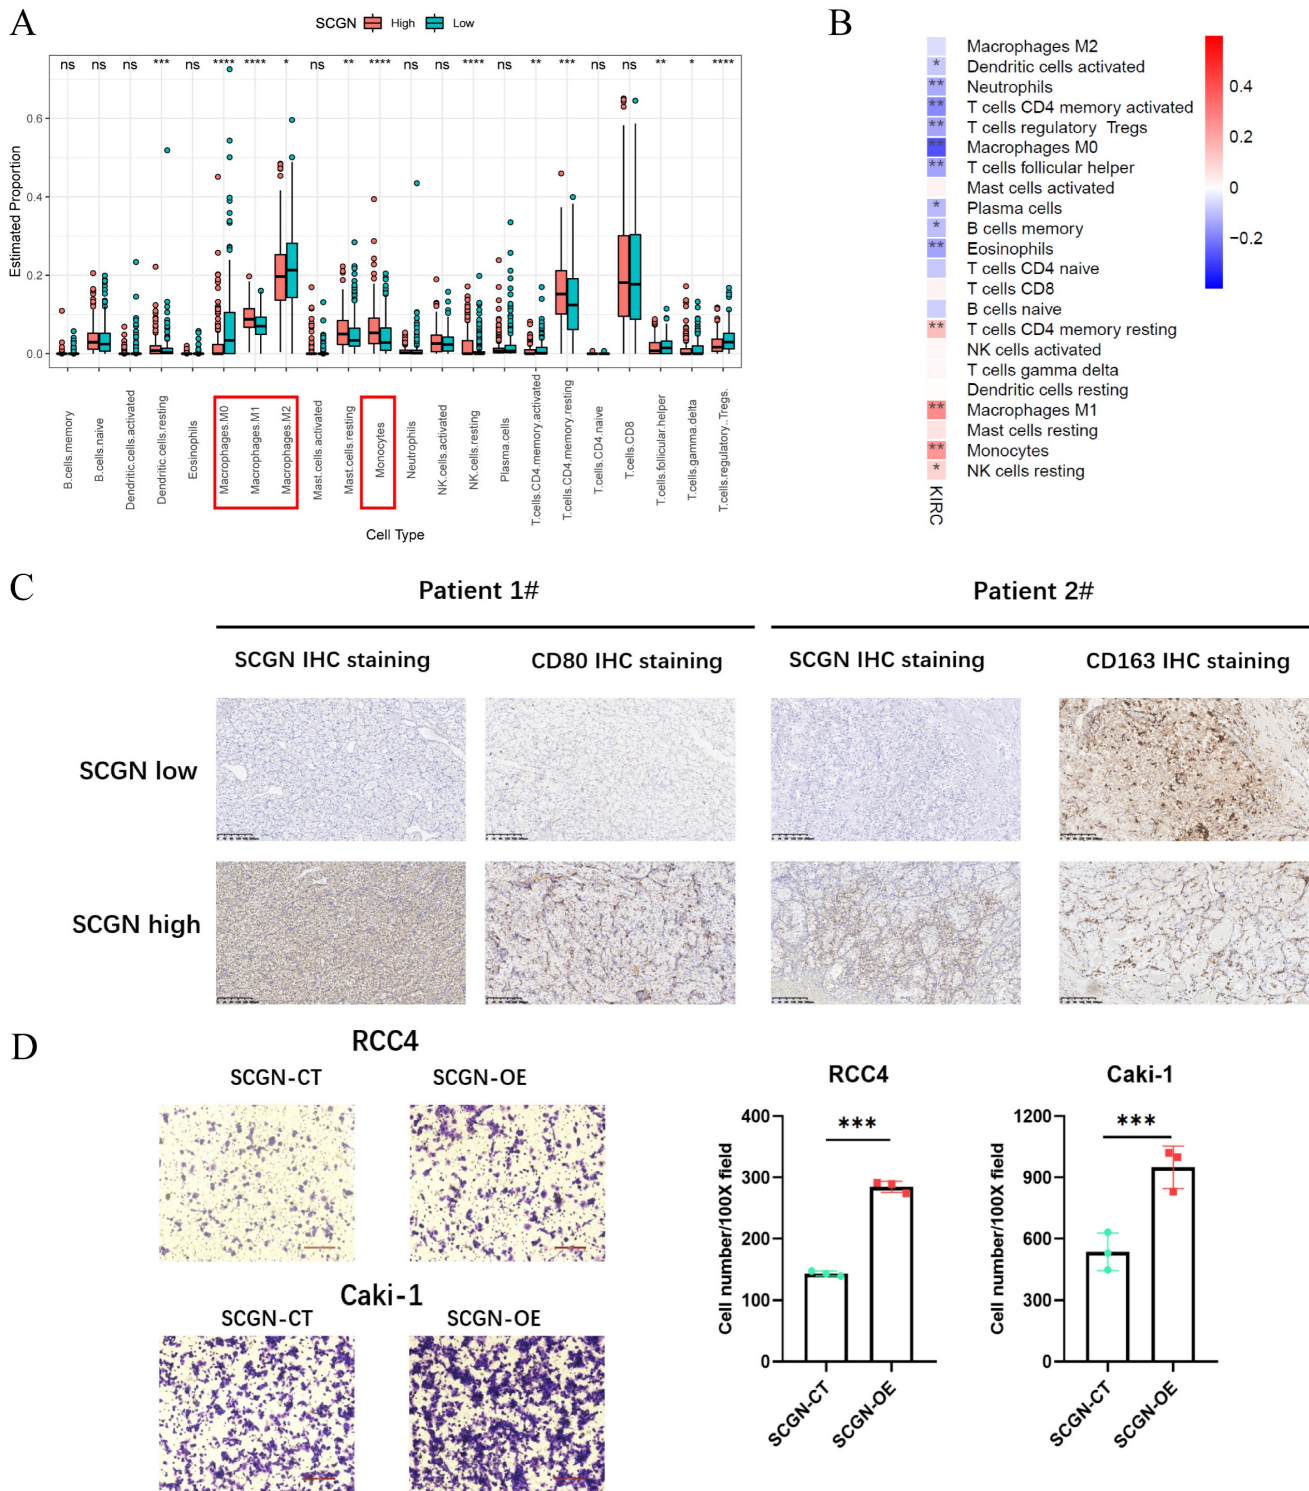 A
SCGN High Low
ns ns ns *** ns **** **** * ns ** **** ns ns **** ns ** *** ns ns ** * ****
Estimated Proportion
0.6
0.4
0.2
0.0
B.cells.memory
B.cells.naive
Dendritic.cells.activated
Dendritic.cells.resting
Eosinophils
Macrophages.M0
Macrophages.M1
Macrophages.M2
Mast.cells.activated
Mast.cells.resting
Monocytes
Neutrophils
NK.cells.activated
NK.cells.resting
Plasma.cells
T.cells.CD4.memory.activated
T.cells.CD4.memory.resting
T.cells.CD4.naive
T.cells.CD8
T.cells.follicular.helper
T.cells.gamma.delta
T.cells.regulatory..Tregs.
Cell Type
B
Macrophages M2
* Dendritic cells activated
** Neutrophils
** T cells CD4 memory activated
** T cells regulatory Tregs
** Macrophages M0
** T cells follicular helper
Mast cells activated
* Plasma cells
* B cells memory
** Eosinophils
T cells CD4 naive
T cells CD8
B cells naive
** T cells CD4 memory resting
NK cells activated
T cells gamma delta
Dendritic cells resting
** Macrophages M1
Mast cells resting
** Monocytes
* NK cells resting
KIRC
0.4
0.2
0
−0.2
C
Patient 1# Patient 2#
SCGN IHC staining CD80 IHC staining SCGN IHC staining CD163 IHC staining
SCGN low
SCGN high
D
RCC4
SCGN-CT SCGN-OE
Caki-1
SCGN-CT SCGN-OE
RCC4
Cell number/100X field
400
300
200
100
0
***
SCGN-CT
SCGN-OE
Caki-1
Cell number/100X field
1200
900
600
300
0
***
SCGN-CT
SCGN-OE